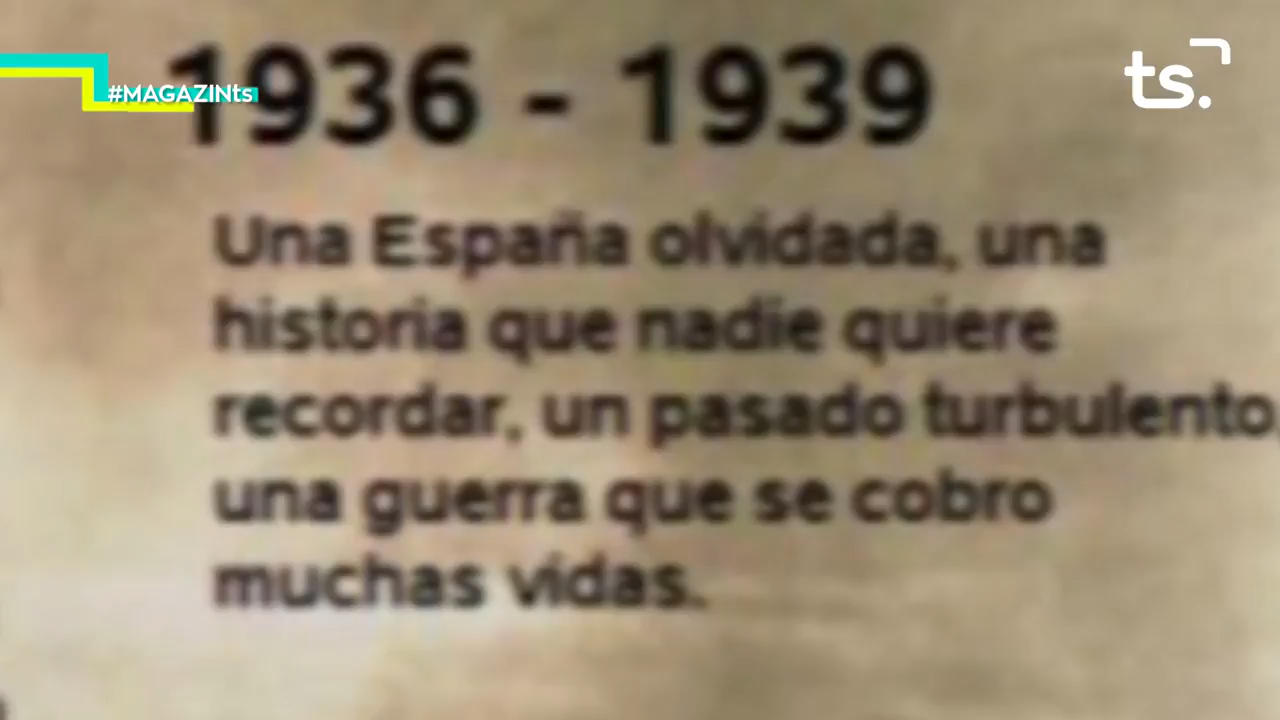 1936 - 1939
#MAGAZINts
ts.
Una España olvidada, una
historia que nadie quiere
recordar, un pasado turbulento,
una guerra que se cobro
muchas vidas.